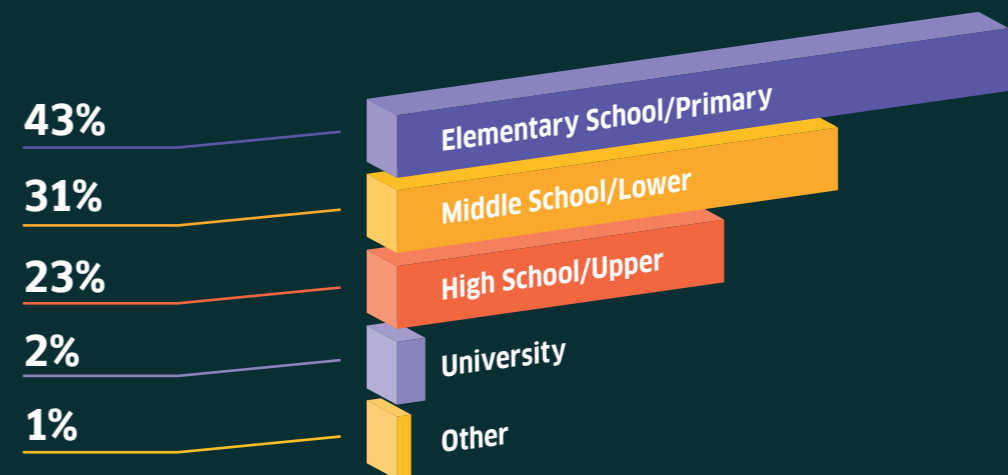 43%
Elementary School/Primary
31%
Middle School/Lower
23%
High School/Upper
2%
University
1%
Other